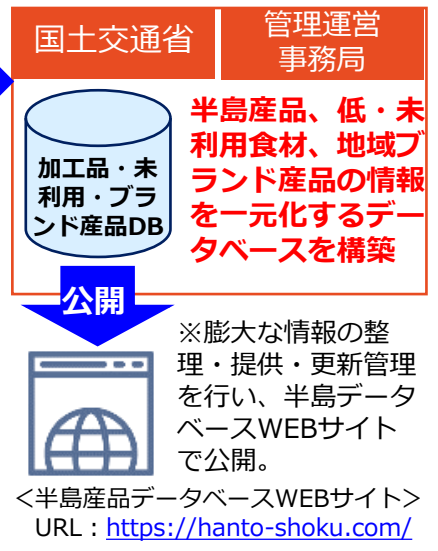 国土交通省
管理運営
事務局
加工品・未
利用・ブラ
ンド産品DB
半島産品、低・未
利用食材、地域ブ
ランド産品の情報
を一元化するデー
タベースを構築
公開
※膨大な情報の整
理・提供・更新管理
を行い、半島データ
ベースWEBサイト
で公開。
＜半島産品データベースWEBサイト＞
URL：https://hanto-shoku.com/